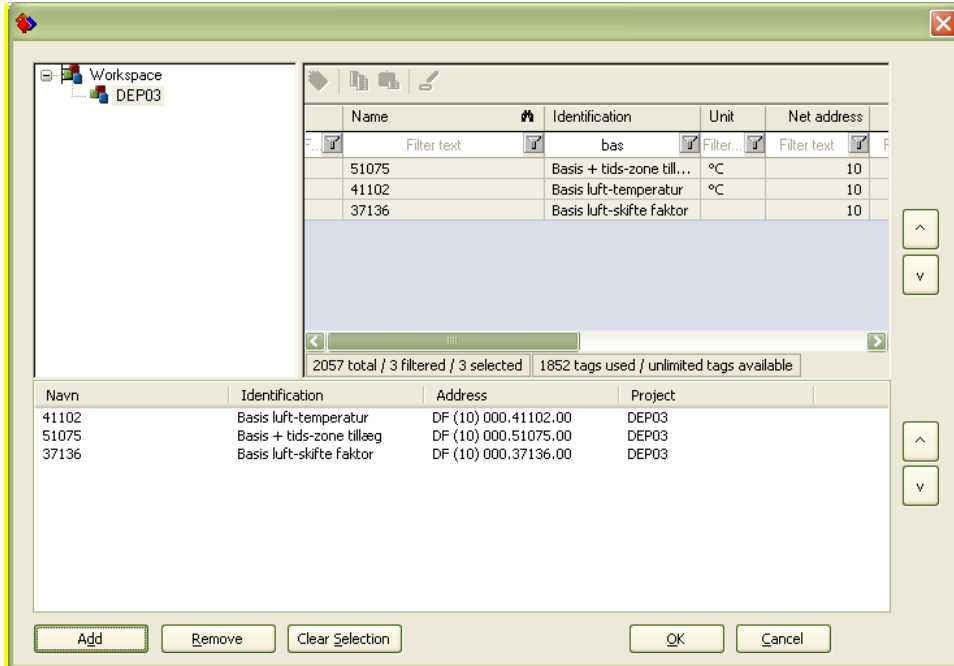 Workspace
DEP03
Name Identification Unit Net address
F... Filter text bas Filter... Filter text F
51075 Basis + tids-zone till... °C 10
41102 Basis luft-temperatur °C 10
37136 Basis luft-skifte faktor 10
2057 total / 3 filtered / 3 selected 1852 tags used / unlimited tags available
Navn Identification Address Project
41102 Basis luft-temperatur DF (10) 000.41102.00 DEP03
51075 Basis + tids-zone tillæg DF (10) 000.51075.00 DEP03
37136 Basis luft-skifte faktor DF (10) 000.37136.00 DEP03
Add Remove Clear Selection OK Cancel